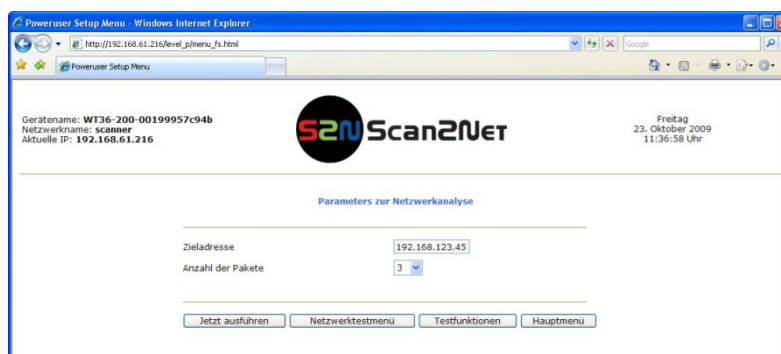 Poweruser Setup Menu - Windows Internet Explorer
http://192.168.61.216/level_p/menu_fs.html
Google
Poweruser Setup Menu
Gerätename: WT36-200-00199957c94b
Netzwerkname: scanner
Aktuelle IP: 192.168.61.216
S2N Scan2Net
Freitag
23. Oktober 2009
11:36:58 Uhr
Parameters zur Netzwerkanalyse
Zieladresse 192.168.123.45
Anzahl der Pakete 3
Jetzt ausführen Netzwerktestmenü Testfunktionen Hauptmenü